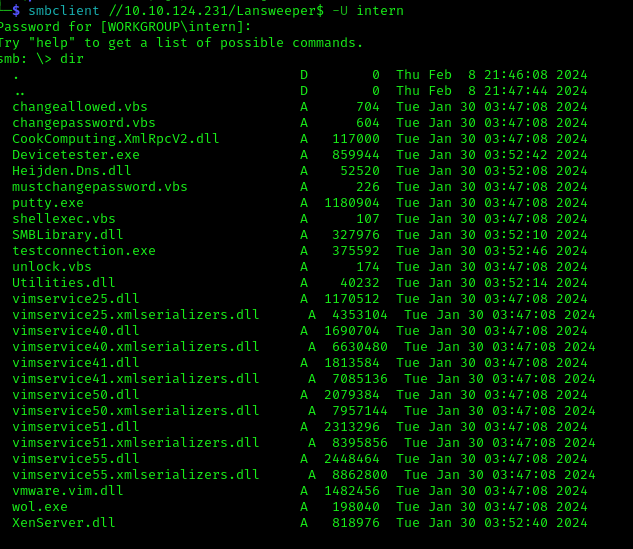 ─$ smbclient //10.10.124.231/Lansweeper$ -U intern
Password for [WORKGROUP\intern]:
Try "help" to get a list of possible commands.
smb: \> dir
  .                                   D        0  Thu Feb  8 21:46:08 2024
  ..                                  D        0  Thu Feb  8 21:47:44 2024
  changeallowed.vbs                   A      704  Tue Jan 30 03:47:08 2024
  changepassword.vbs                  A      604  Tue Jan 30 03:47:08 2024
  CookComputing.XmlRpcV2.dll          A   117000  Tue Jan 30 03:47:08 2024
  Devicetester.exe                    A   859944  Tue Jan 30 03:52:42 2024
  Heijden.Dns.dll                     A    52520  Tue Jan 30 03:52:08 2024
  mustchangepassword.vbs              A      226  Tue Jan 30 03:47:08 2024
  putty.exe                           A  1180904  Tue Jan 30 03:47:08 2024
  shellexec.vbs                       A      107  Tue Jan 30 03:47:08 2024
  SMBLibrary.dll                      A   327976  Tue Jan 30 03:52:10 2024
  testconnection.exe                  A   375592  Tue Jan 30 03:52:46 2024
  unlock.vbs                          A      174  Tue Jan 30 03:47:08 2024
  Utilities.dll                       A    40232  Tue Jan 30 03:52:14 2024
  vimservice25.dll                    A  1170512  Tue Jan 30 03:47:08 2024
  vimservice25.xmlserializers.dll      A  4353104  Tue Jan 30 03:47:08 2024
  vimservice40.dll                    A  1690704  Tue Jan 30 03:47:08 2024
  vimservice40.xmlserializers.dll      A  6630480  Tue Jan 30 03:47:08 2024
  vimservice41.dll                    A  1813584  Tue Jan 30 03:47:08 2024
  vimservice41.xmlserializers.dll      A  7085136  Tue Jan 30 03:47:08 2024
  vimservice50.dll                    A  2079384  Tue Jan 30 03:47:08 2024
  vimservice50.xmlserializers.dll      A  7957144  Tue Jan 30 03:47:08 2024
  vimservice51.dll                    A  2313296  Tue Jan 30 03:47:08 2024
  vimservice51.xmlserializers.dll      A  8395856  Tue Jan 30 03:47:08 2024
  vimservice55.dll                    A  2448464  Tue Jan 30 03:47:08 2024
  vimservice55.xmlserializers.dll      A  8862800  Tue Jan 30 03:47:08 2024
  vmware.vim.dll                      A  1482456  Tue Jan 30 03:47:08 2024
  wol.exe                             A   198040  Tue Jan 30 03:47:08 2024
  XenServer.dll                       A   818976  Tue Jan 30 03:52:40 2024